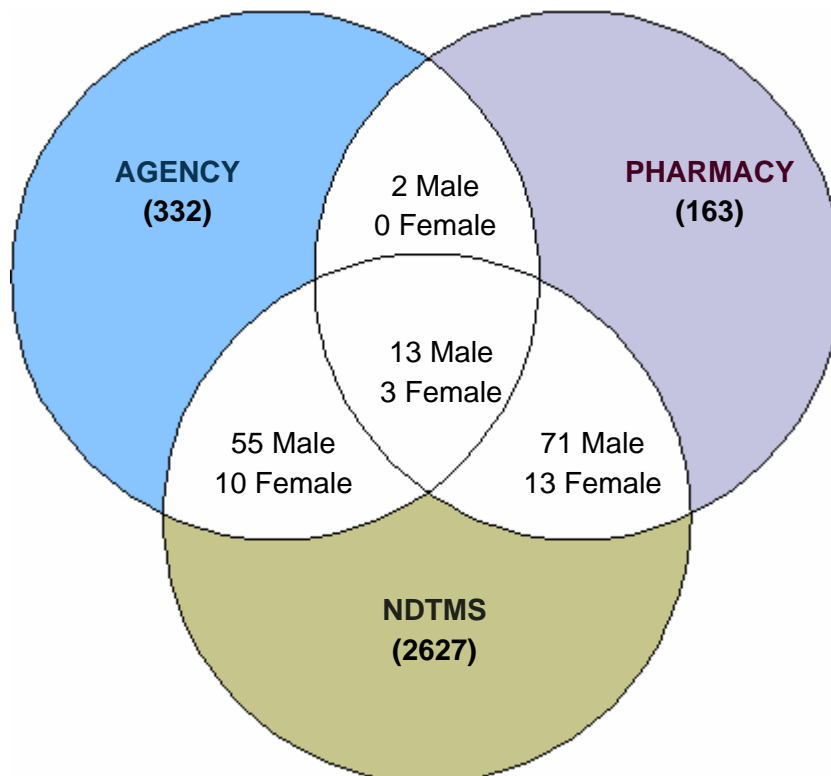 AGENCY
(332)
PHARMACY
(163)
2 Male
0 Female
13 Male
3 Female
55 Male
10 Female
71 Male
13 Female
NDTMS
(2627)